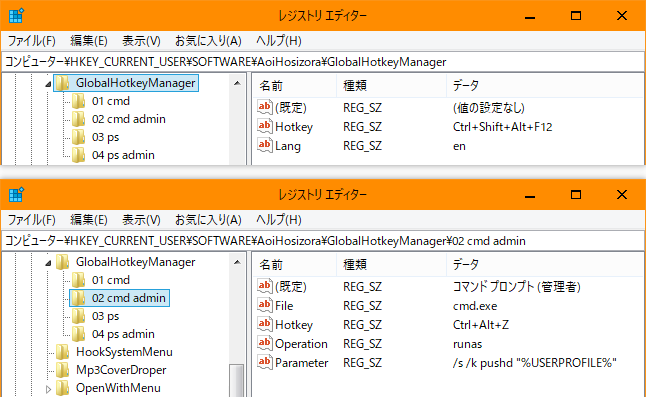 レジストリ エディター
ファイル(F) 編集(E) 表示(V) お気に入り(A) ヘルプ(H)
コンピューター¥HKEY_CURRENT_USER¥SOFTWARE¥AoiHosizora¥GlobalHotkeyManager
GlobalHotkeyManager
01 cmd
02 cmd admin
03 ps
04 ps admin
名前 種類 データ
ab (既定) REG_SZ (値の設定なし)
ab Hotkey REG_SZ Ctrl+Shift+Alt+F12
ab Lang REG_SZ en
レジストリ エディター
ファイル(F) 編集(E) 表示(V) お気に入り(A) ヘルプ(H)
コンピューター¥HKEY_CURRENT_USER¥SOFTWARE¥AoiHosizora¥GlobalHotkeyManager¥02 cmd admin
GlobalHotkeyManager
01 cmd
02 cmd admin
03 ps
04 ps admin
HookSystemMenu
Mp3CoverDroper
OpenWithMenu
名前 種類 データ
ab (既定) REG_SZ コマンド プロンプト (管理者)
ab File REG_SZ cmd.exe
ab Hotkey REG_SZ Ctrl+Alt+Z
ab Operation REG_SZ runas
ab Parameter REG_SZ /s /k pushd "%USERPROFILE%"